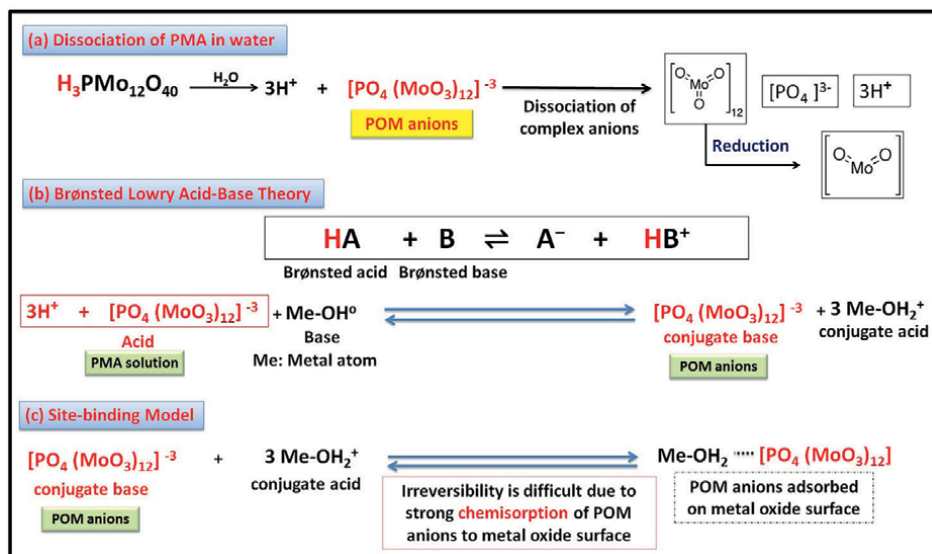 (a) Dissociation of PMA in water
H₃PMo₁₂O₄₀ H₂O 3H⁺ + [PO₄ (MoO₃)₁₂] ⁻³
POM anions
Dissociation of
complex anions
[O Mo O O]₁₂ [PO₄ ]³⁻ 3H⁺
Reduction
[O Mo O]
(b) Brønsted Lowry Acid-Base Theory
HA + B ⇌ A⁻ + HB⁺
Brønsted acid Brønsted base
3H⁺ + [PO₄ (MoO₃)₁₂] ⁻³ + Me-OHᵒ [PO₄ (MoO₃)₁₂] ⁻³ + 3 Me-OH₂⁺
Acid Base conjugate base conjugate acid
PMA solution Me: Metal atom POM anions
(c) Site-binding Model
[PO₄ (MoO₃)₁₂] ⁻³ + 3 Me-OH₂⁺ Me-OH₂ ····· [PO₄ (MoO₃)₁₂]
conjugate base conjugate acid
POM anions
Irreversibility is difficult due to
strong chemisorption of POM
anions to metal oxide surface
POM anions adsorbed
on metal oxide surface